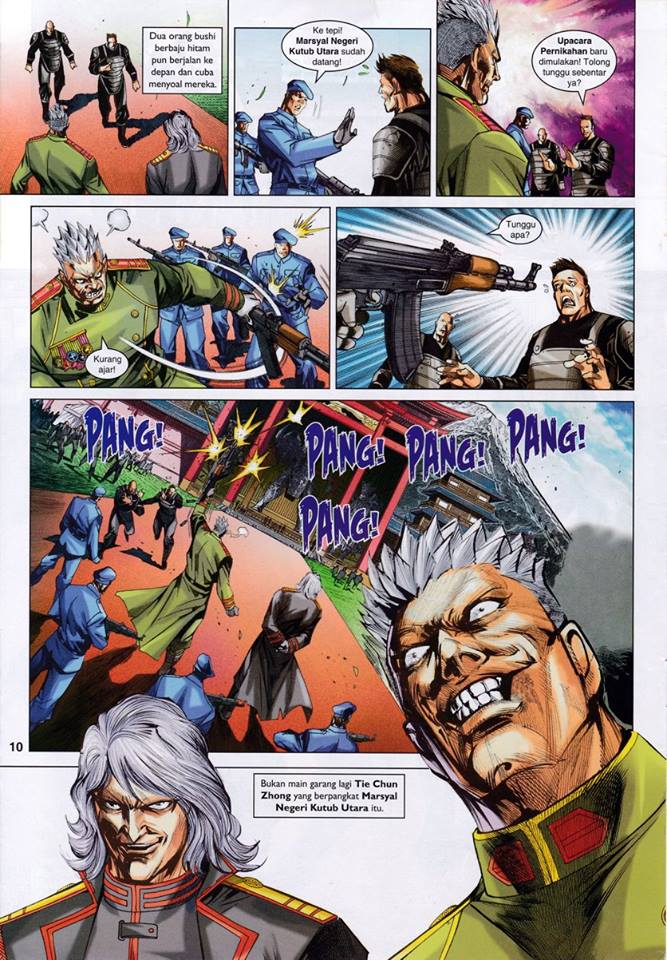 Dua orang bushi
berbaju hitam
pun berjalan ke
depan dan cuba
menyoal mereka.
Ke tepi!
Marsyal Negeri
Kutub Utara sudah
datang!
Upacara
Pernikahan baru
dimulakan! Tolong
tunggu sebentar
ya?
Kurang
ajar!
Tunggu
apa?
PANG!
PANG!
PANG!
PANG!
PANG!
10
Bukan main garang lagi Tie Chun
Zhong yang berpangkat Marsyal
Negeri Kutub Utara itu.